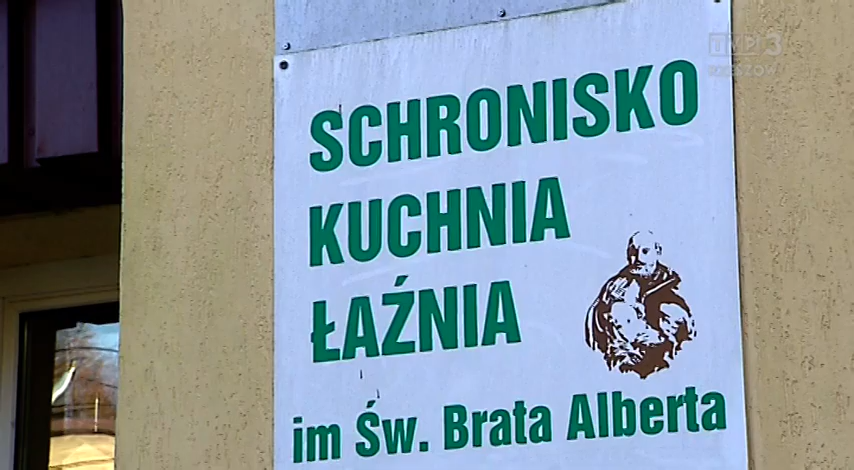 TVP3
RZESZÓW
SCHRONISKO
KUCHNIA
ŁAŹNIA
im Św. Brata Alberta